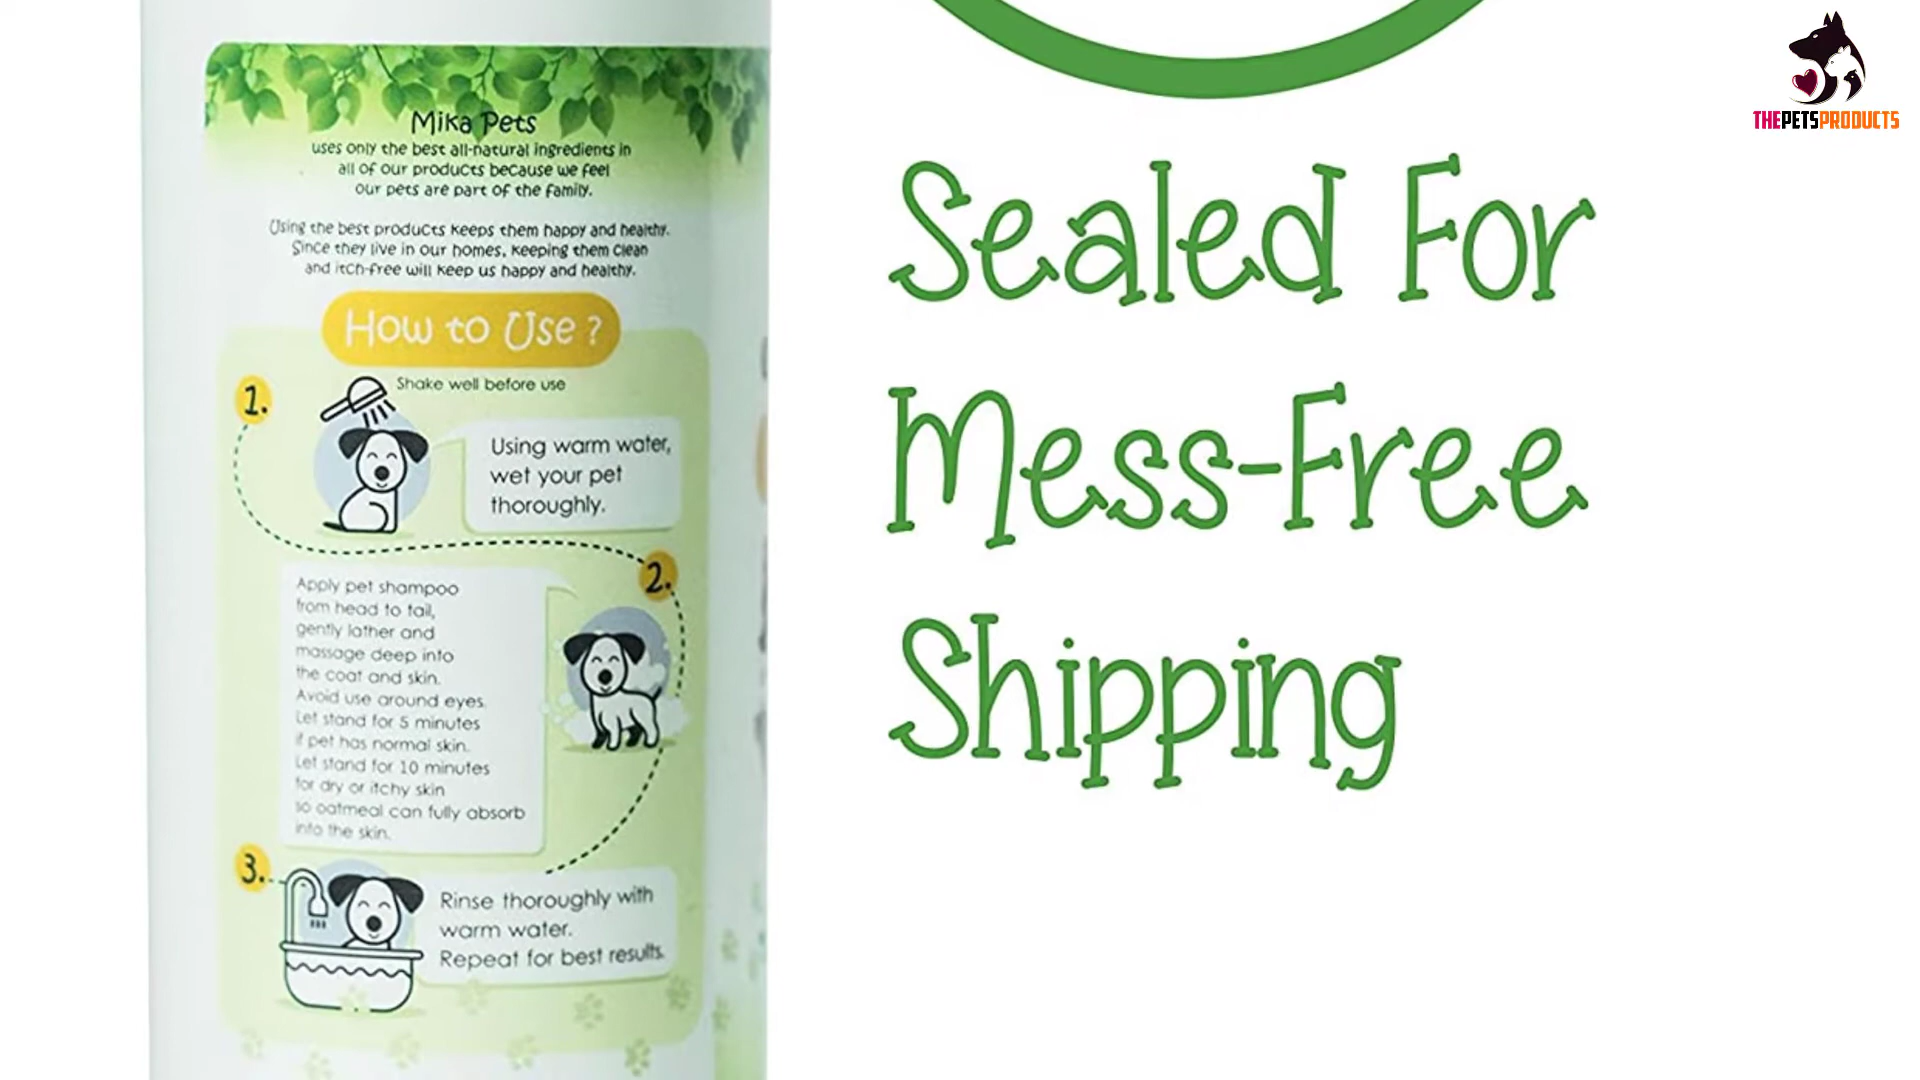 Mika Pets
uses only the best all-natural ingredients in
all of our products because we feel
our pets are part of the family.
Using the best products keeps them happy and healthy.
Since they live in our homes, keeping them clean
and itch-free will keep us happy and healthy.
How to Use ?
Shake well before use
1.
Using warm water,
wet your pet
thoroughly.
2.
Apply pet shampoo
from head to tail,
gently lather and
massage deep into
the coat and skin.
Avoid use around eyes.
Let stand for 5 minutes
if pet has normal skin.
Let stand for 10 minutes
for dry or itchy skin
so oatmeal can fully absorb
into the skin.
3.
Rinse thoroughly with
warm water.
Repeat for best results.
Sealed For
Mess-Free
Shipping
THEPETSPRODUCTS